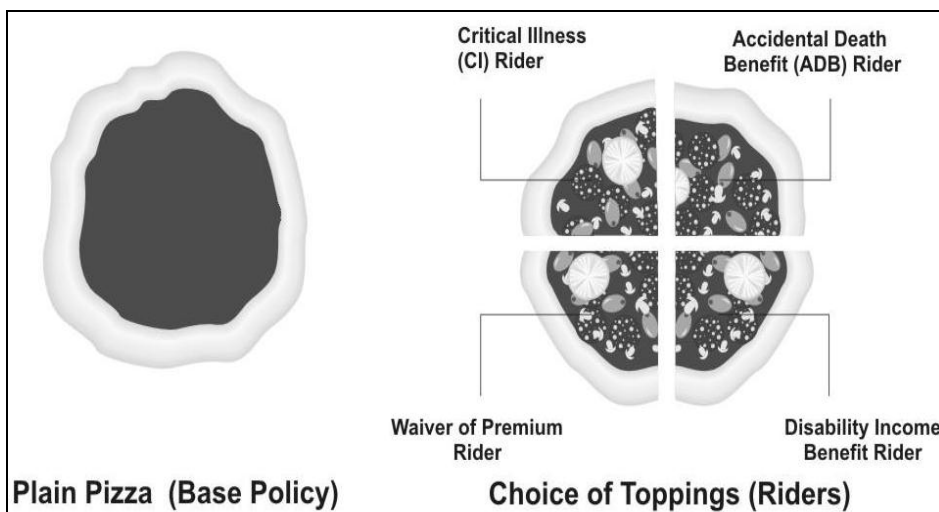 Critical Illness
(CI) Rider
Accidental Death
Benefit (ADB) Rider
Waiver of Premium
Rider
Disability Income
Benefit Rider
Plain Pizza (Base Policy)
Choice of Toppings (Riders)